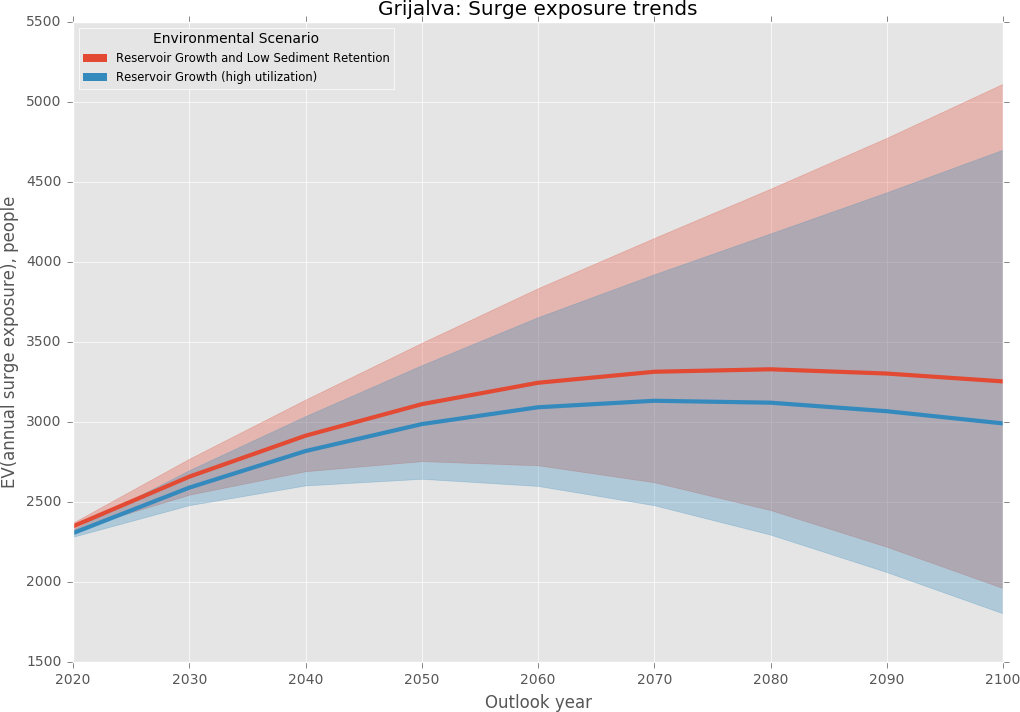 Grijalva: Surge exposure trends
Environmental Scenario
Reservoir Growth and Low Sediment Retention
Reservoir Growth (high utilization)
EV(annual surge exposure), people
5500
5000
4500
4000
3500
3000
2500
2000
1500
2020 2030 2040 2050 2060 2070 2080 2090 2100
Outlook year